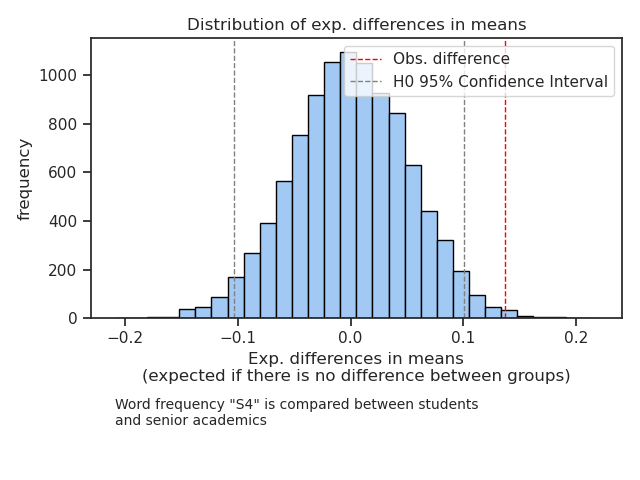 Distribution of exp. differences in means
Obs. difference
H0 95% Confidence Interval
frequency
1000
800
600
400
200
0
−0.2 −0.1 0.0 0.1 0.2
Exp. differences in means
(expected if there is no difference between groups)
Word frequency "S4" is compared between students
and senior academics